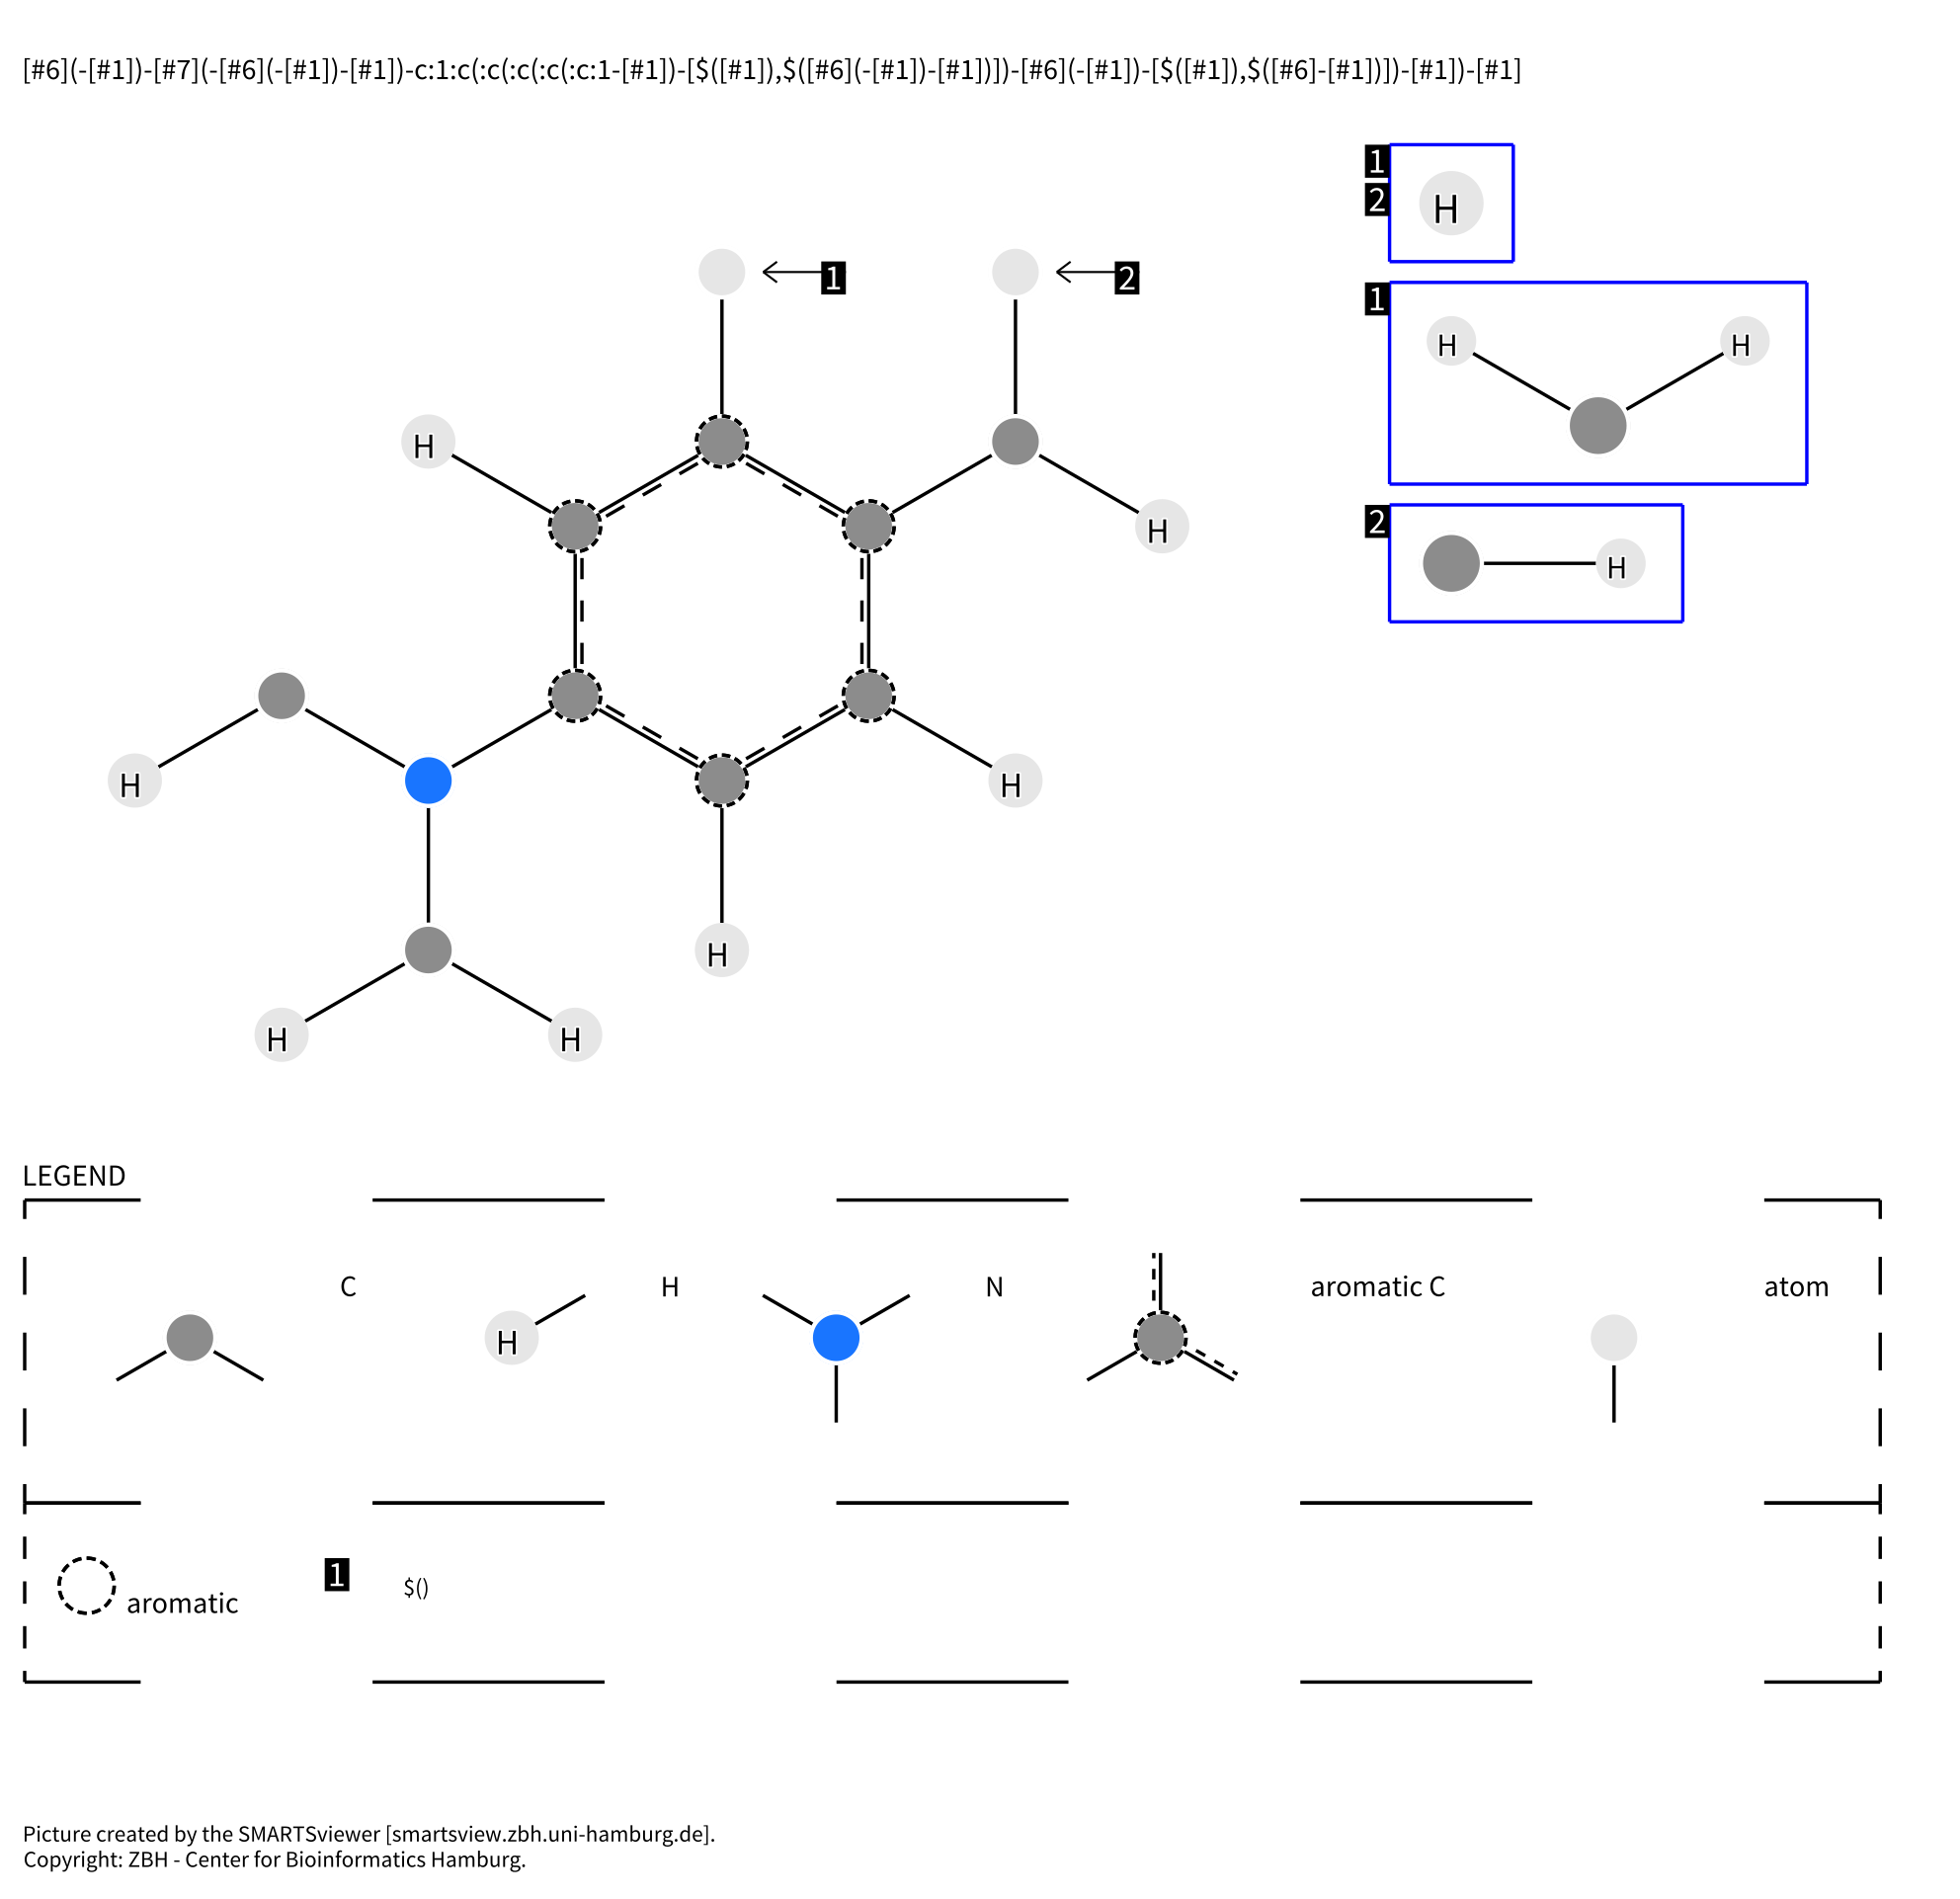 [#6](-[#1])-[#7](-[#6](-[#1])-[#1])-c:1:c(:c(:c(:c(:c:1-[#1])-[$([#1]),$([#6](-[#1])-[#1])])-[#6](-[#1])-[$([#1]),$([#6]-[#1])])-[#1])-[#1]
1
2
H
1
2
1
H
H
H
2
H
H
H
H
H
H
H
H
LEGEND
C
H
N
aromatic C
atom
H
aromatic
1
$()
Picture created by the SMARTSviewer [smartsview.zbh.uni-hamburg.de].
Copyright: ZBH - Center for Bioinformatics Hamburg.